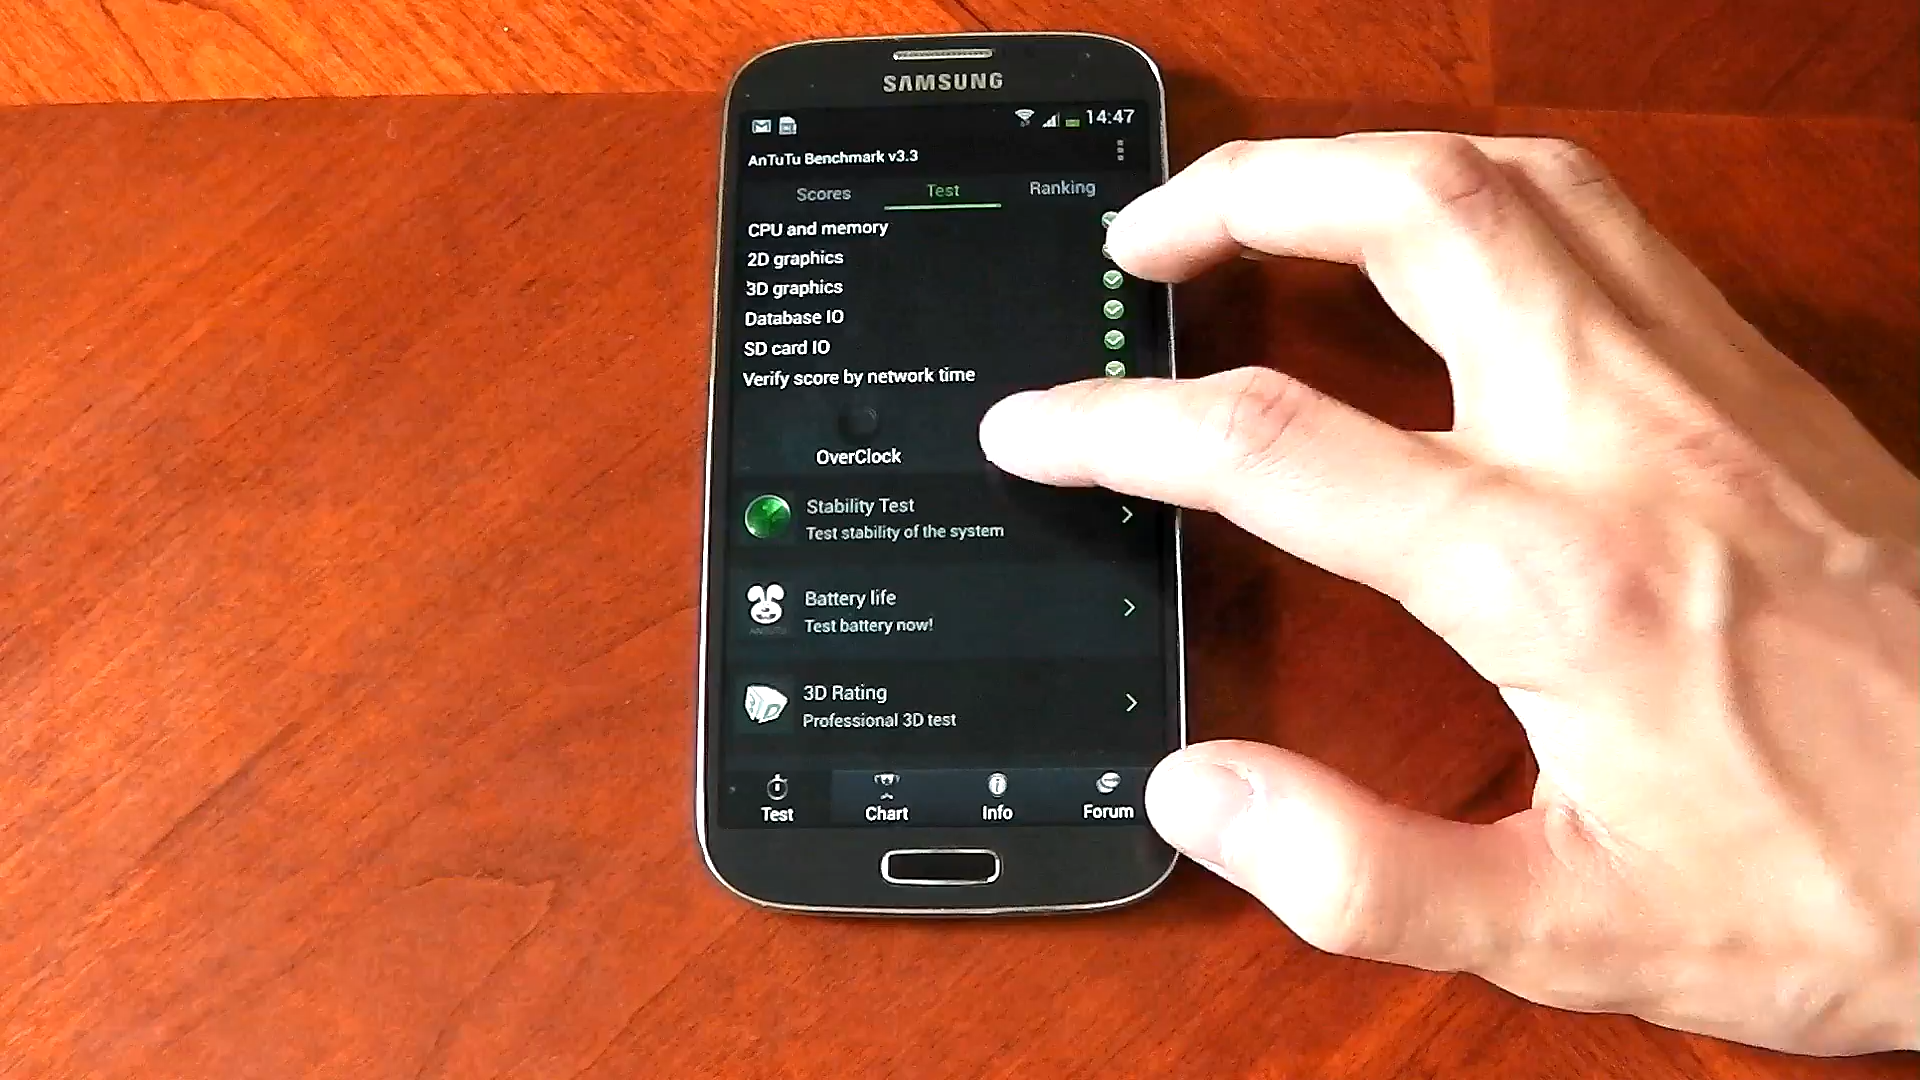 SAMSUNG
14:47
AnTuTu Benchmark v3.3
Scores Test Ranking
CPU and memory
2D graphics
3D graphics
Database IO
SD card IO
Verify score by network time
OverClock
Stability Test
Test stability of the system
Battery life
Test battery now!
3D Rating
Professional 3D test
Test Chart Info Forum